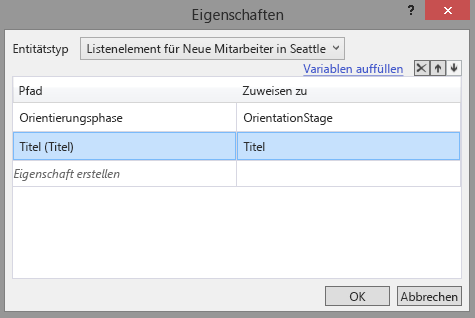 Eigenschaften
?
Entitätstyp Listenelement für Neue Mitarbeiter in Seattle
Variablen auffüllen
Pfad Zuweisen zu
Orientierungsphase OrientationStage
Titel (Titel) Titel
Eigenschaft erstellen
OK Abbrechen